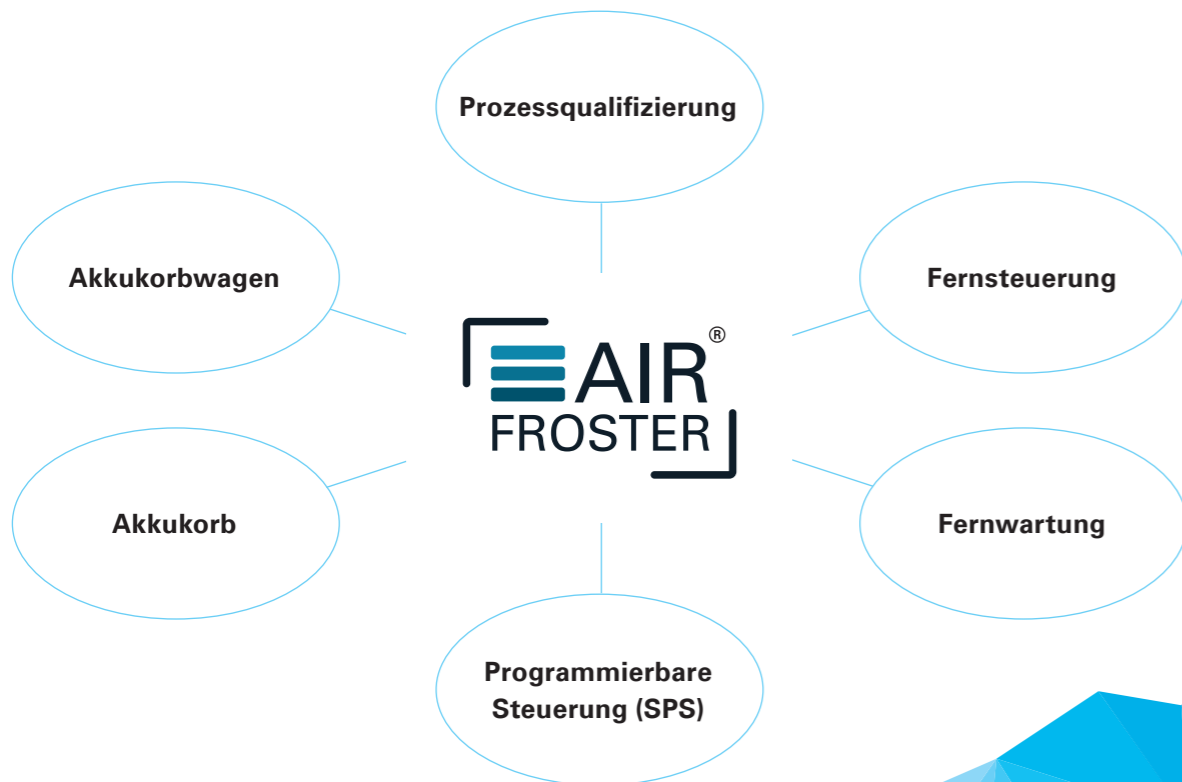 Prozessqualifizierung
Akkukorbwagen
Fernsteuerung
AIR®
FROSTER
Akkukorb
Fernwartung
Programmierbare
Steuerung (SPS)